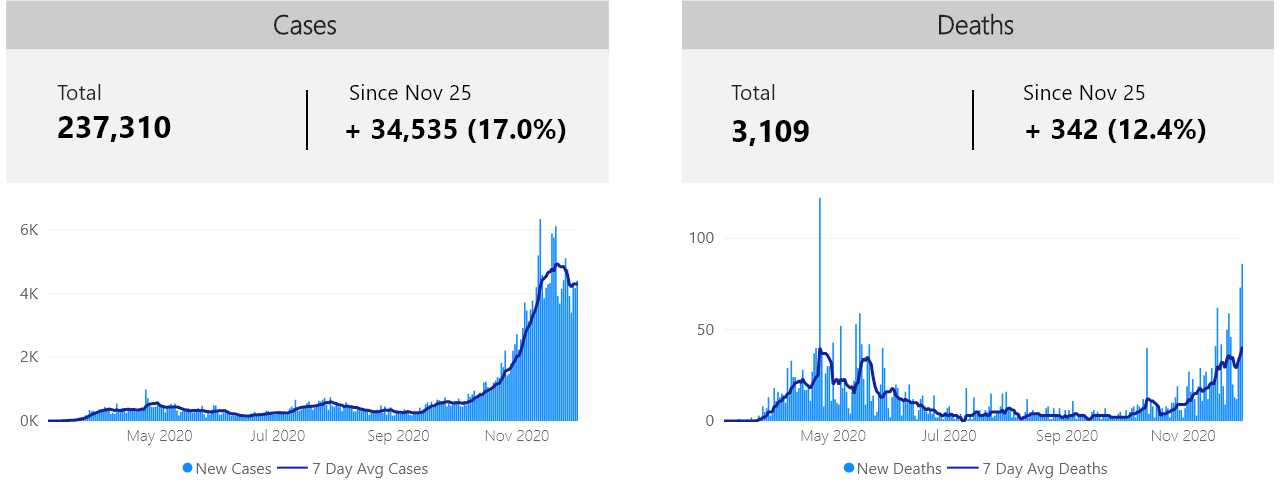 Cases
Total
237,310
Since Nov 25
+ 34,535 (17.0%)
6K
4K
2K
0K
May 2020
Jul 2020
Sep 2020
Nov 2020
New Cases
7 Day Avg Cases
Deaths
Total
3,109
Since Nov 25
+ 342 (12.4%)
100
50
0
May 2020
Jul 2020
Sep 2020
Nov 2020
New Deaths
7 Day Avg Deaths